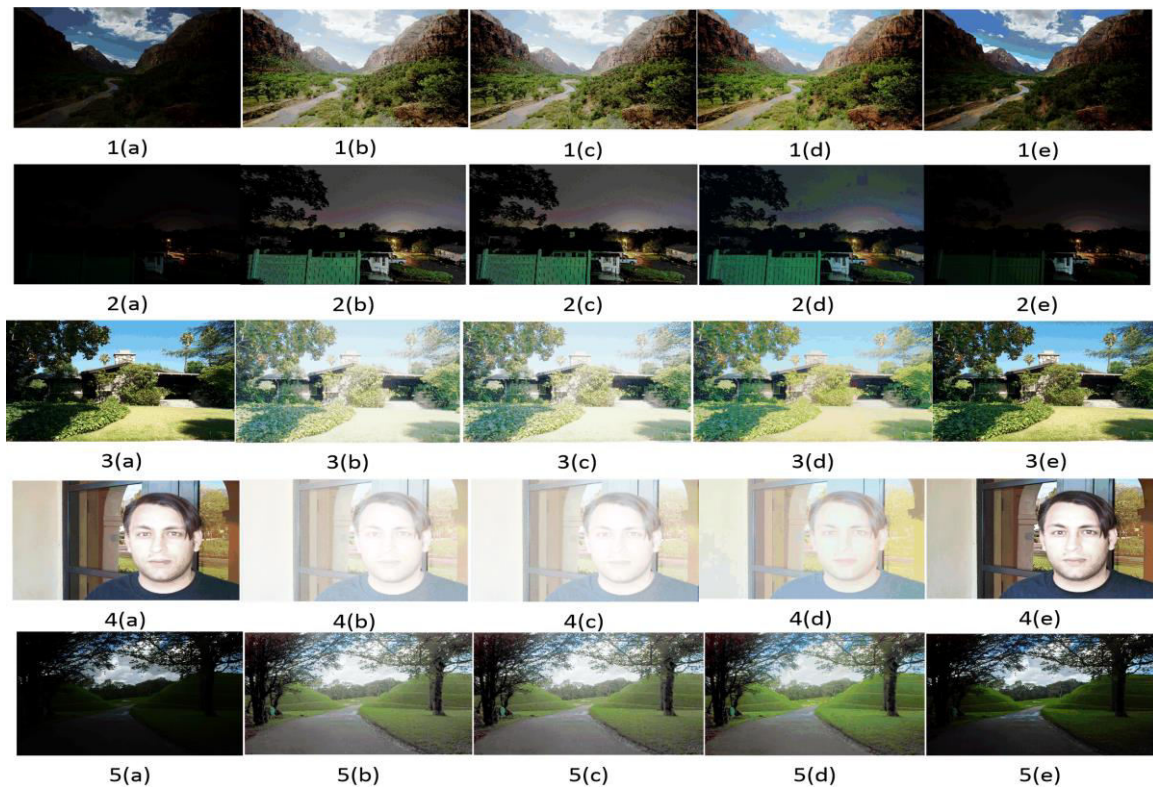 1(a) 1(b) 1(c) 1(d) 1(e)
2(a) 2(b) 2(c) 2(d) 2(e)
3(a) 3(b) 3(c) 3(d) 3(e)
4(a) 4(b) 4(c) 4(d) 4(e)
5(a) 5(b) 5(c) 5(d) 5(e)